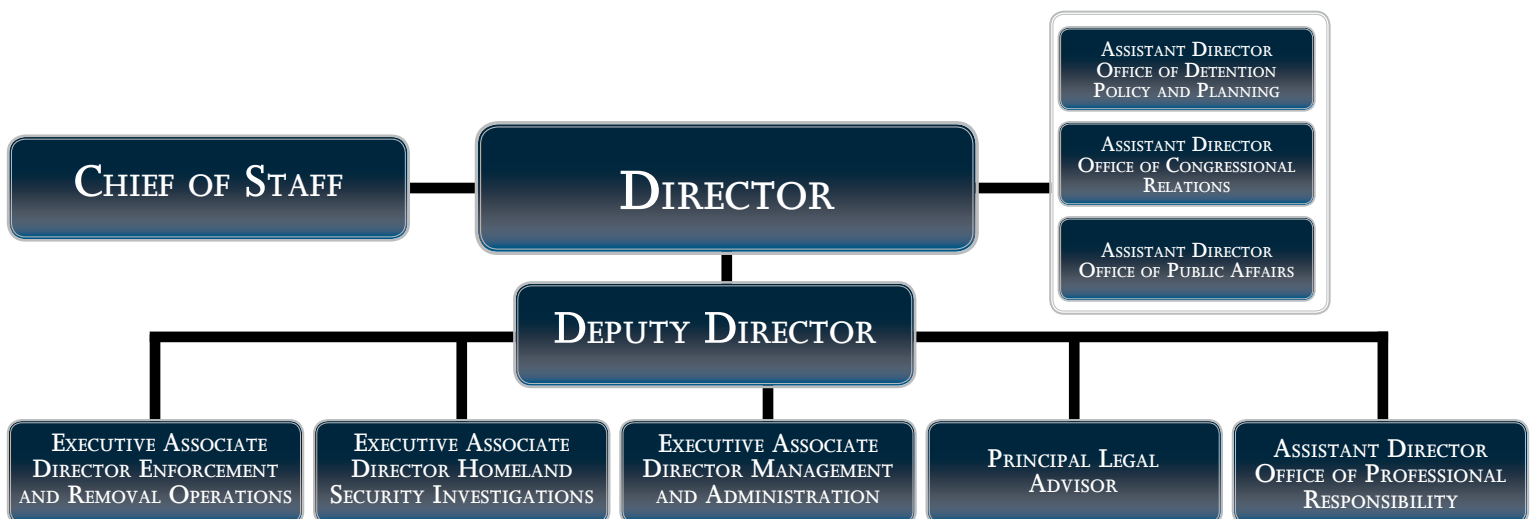 Assistant Director
Office of Detention
Policy and Planning
Chief of Staff
Director
Assistant Director
Office of Congressional
Relations
Assistant Director
Office of Public Affairs
Deputy Director
Executive Associate
Director Enforcement
and Removal Operations
Executive Associate
Director Homeland
Security Investigations
Executive Associate
Director Management
and Administration
Principal Legal
Advisor
Assistant Director
Office of Professional
Responsibility